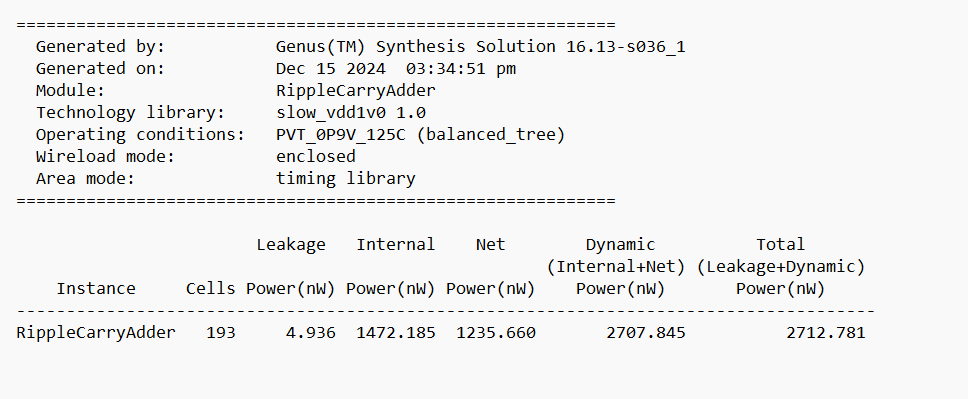 ============================================================
  Generated by:           Genus(TM) Synthesis Solution 16.13-s036_1
  Generated on:           Dec 15 2024  03:34:51 pm
  Module:                 RippleCarryAdder
  Technology library:     slow_vdd1v0 1.0
  Operating conditions:   PVT_0P9V_125C (balanced_tree)
  Wireload mode:          enclosed
  Area mode:              timing library
============================================================
                        Leakage   Internal    Net        Dynamic          Total
                                                     (Internal+Net) (Leakage+Dynamic)
    Instance     Cells Power(nW) Power(nW) Power(nW)    Power(nW)       Power(nW)
--------------------------------------------------------------------------------------
RippleCarryAdder   193     4.936  1472.185  1235.660       2707.845          2712.781